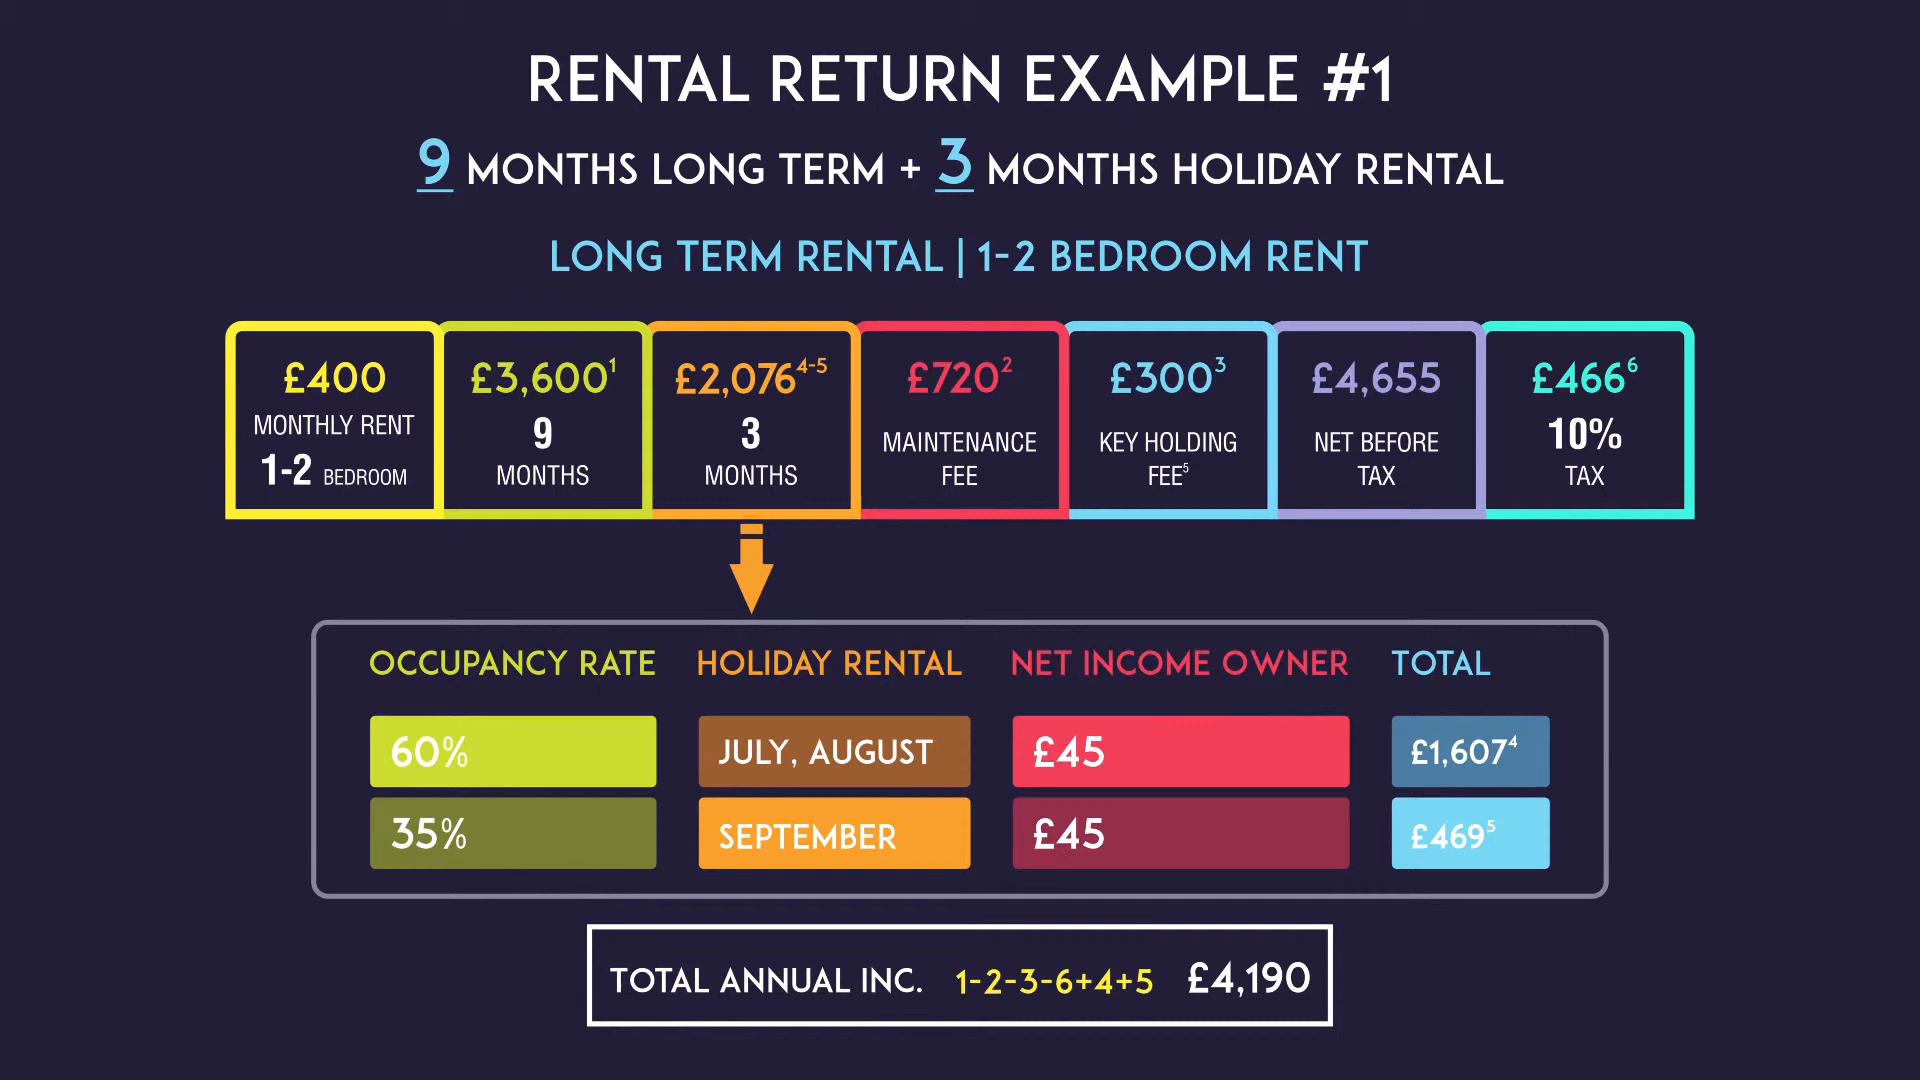 RENTAL RETURN EXAMPLE #1
9 MONTHS LONG TERM + 3 MONTHS HOLIDAY RENTAL
LONG TERM RENTAL | 1-2 BEDROOM RENT
£400
MONTHLY RENT
1-2 BEDROOM
£3,600¹
9
MONTHS
£2,076⁴⁻⁵
3
MONTHS
£720²
MAINTENANCE
FEE
£300³
KEY HOLDING
FEE⁵
£4,655
NET BEFORE
TAX
£466⁶
10%
TAX
OCCUPANCY RATE HOLIDAY RENTAL NET INCOME OWNER TOTAL
60% JULY, AUGUST £45 £1,607⁴
35% SEPTEMBER £45 £469⁵
TOTAL ANNUAL INC. 1-2-3-6+4+5 £4,190